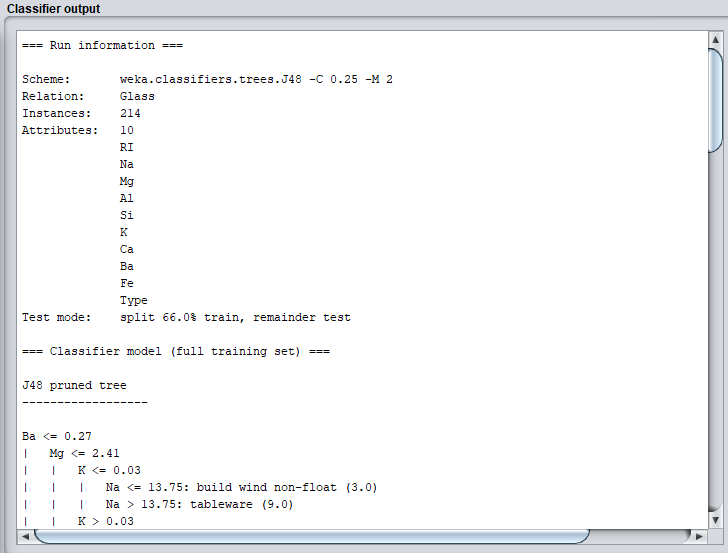 Classifier output
=== Run information ===
Scheme:       weka.classifiers.trees.J48 -C 0.25 -M 2
Relation:     Glass
Instances:    214
Attributes:   10
              RI
              Na
              Mg
              Al
              Si
              K
              Ca
              Ba
              Fe
              Type
Test mode:    split 66.0% train, remainder test
=== Classifier model (full training set) ===
J48 pruned tree
------------------
Ba <= 0.27
|   Mg <= 2.41
|   |   K <= 0.03
|   |   |   Na <= 13.75: build wind non-float (3.0)
|   |   |   Na > 13.75: tableware (9.0)
|   |   K > 0.03